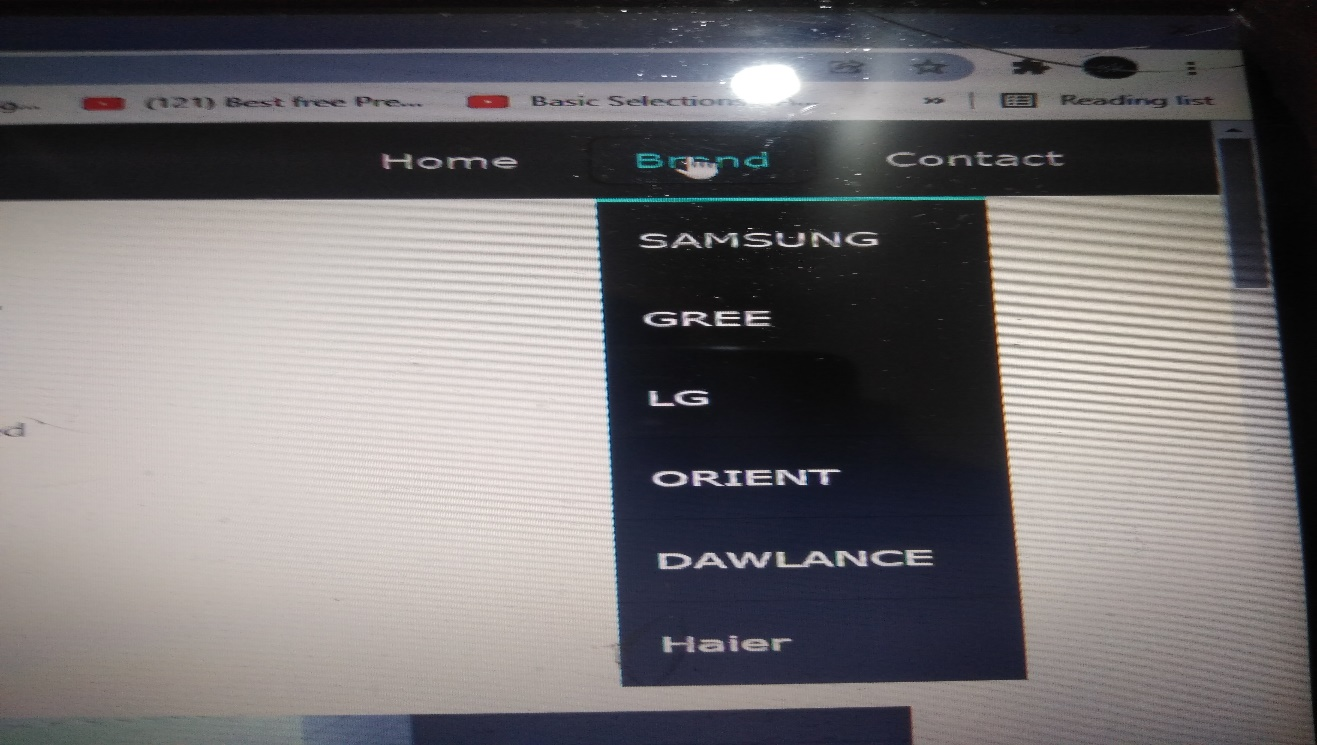 (121) Best free Pre...
Basic Selection
Reading list
Home Brand Contact
SAMSUNG
GREE
LG
ORIENT
DAWLANCE
Haier